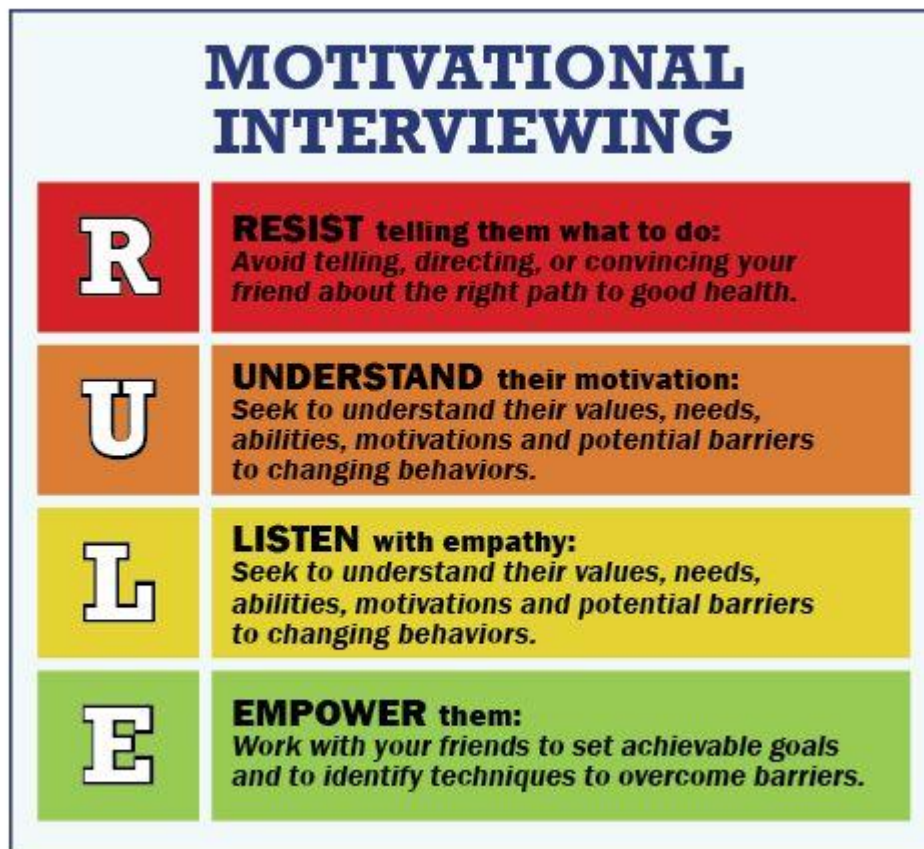 MOTIVATIONAL
INTERVIEWING
R
RESIST telling them what to do:
Avoid telling, directing, or convincing your
friend about the right path to good health.
U
UNDERSTAND their motivation:
Seek to understand their values, needs,
abilities, motivations and potential barriers
to changing behaviors.
L
LISTEN with empathy:
Seek to understand their values, needs,
abilities, motivations and potential barriers
to changing behaviors.
E
EMPOWER them:
Work with your friends to set achievable goals
and to identify techniques to overcome barriers.